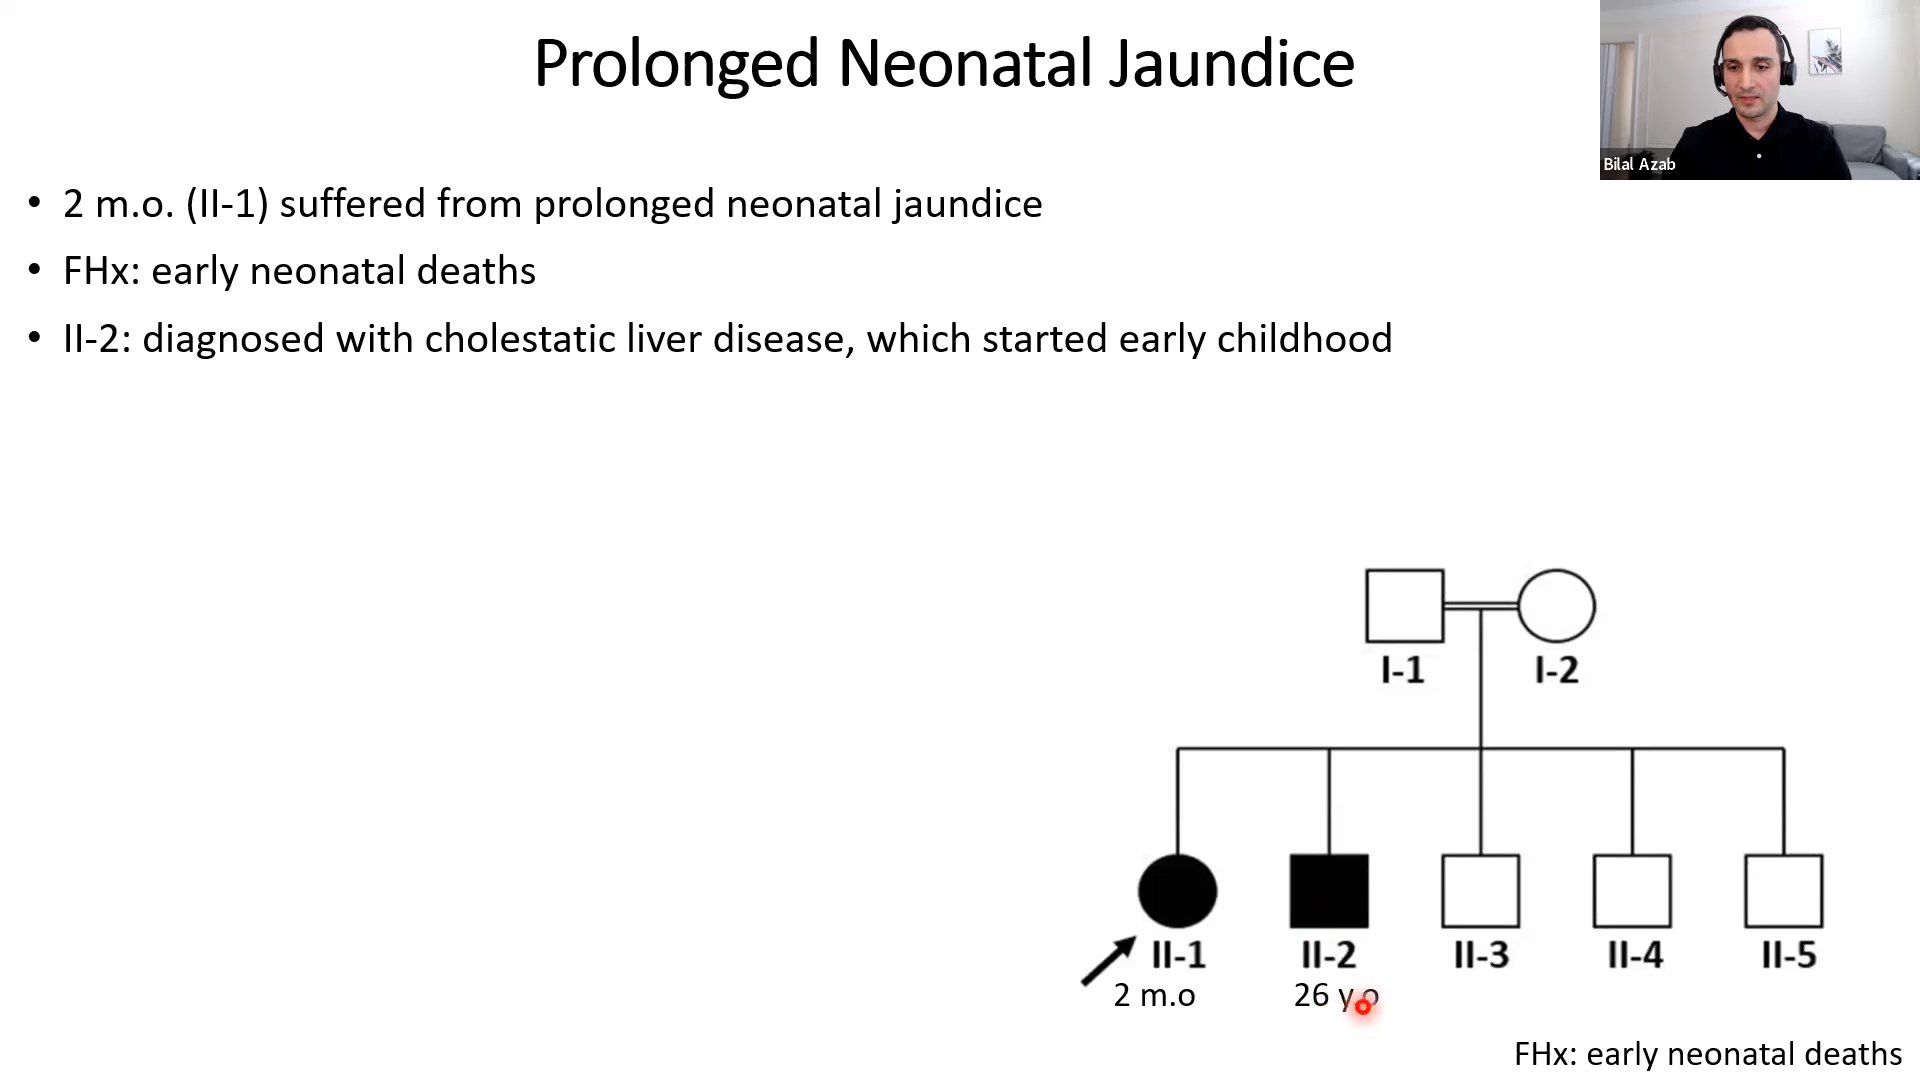 Prolonged Neonatal Jaundice
Bilal Azab
• 2 m.o. (II-1) suffered from prolonged neonatal jaundice
• FHx: early neonatal deaths
• II-2: diagnosed with cholestatic liver disease, which started early childhood
I-1 I-2
II-1 II-2 II-3 II-4 II-5
2 m.o 26 y.o
FHx: early neonatal deaths